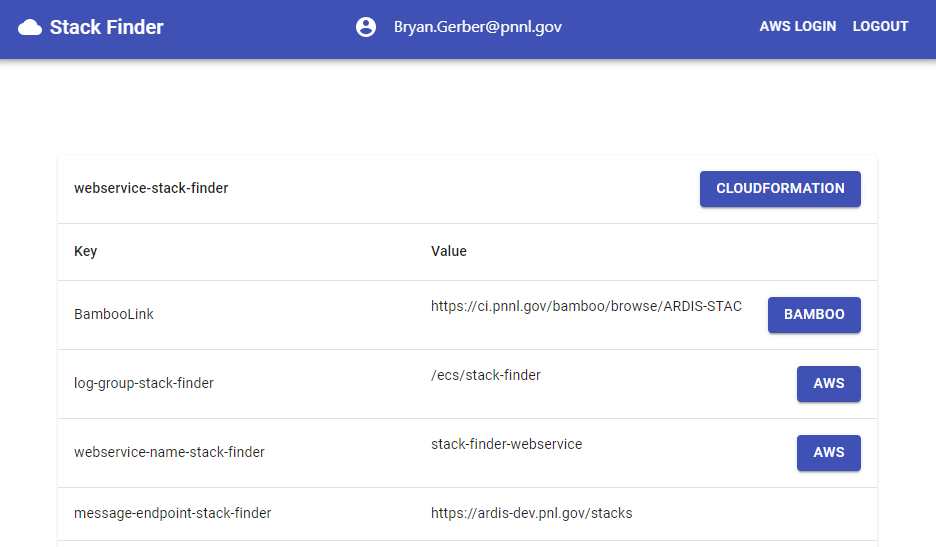 Stack Finder Bryan.Gerber@pnnl.gov AWS LOGIN LOGOUT
webservice-stack-finder CLOUDFORMATION
Key Value
BambooLink https://ci.pnnl.gov/bamboo/browse/ARDIS-STAC BAMBOO
log-group-stack-finder /ecs/stack-finder AWS
webservice-name-stack-finder stack-finder-webservice AWS
message-endpoint-stack-finder https://ardis-dev.pnl.gov/stacks